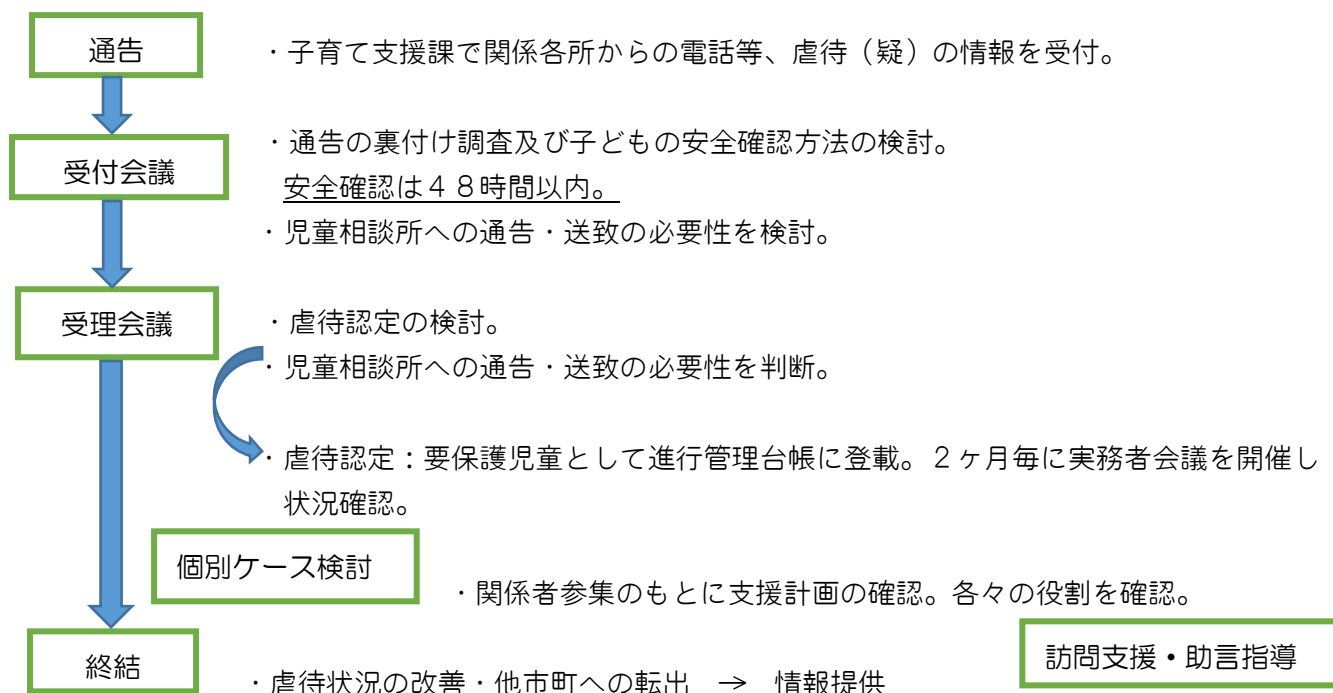 通告
・子育て支援課で関係各所からの電話等、虐待（疑）の情報を受付。
・通告の裏付け調査及び子どもの安全確認方法の検討。
受付会議
安全確認は４８時間以内。
・児童相談所への通告・送致の必要性を検討。
受理会議
・虐待認定の検討。
・児童相談所への通告・送致の必要性を判断。
・虐待認定：要保護児童として進行管理台帳に登載。２ヶ月毎に実務者会議を開催し
状況確認。
個別ケース検討
・関係者参集のもとに支援計画の確認。各々の役割を確認。
訪問支援・助言指導
終結
・虐待状況の改善・他市町への転出　→　情報提供